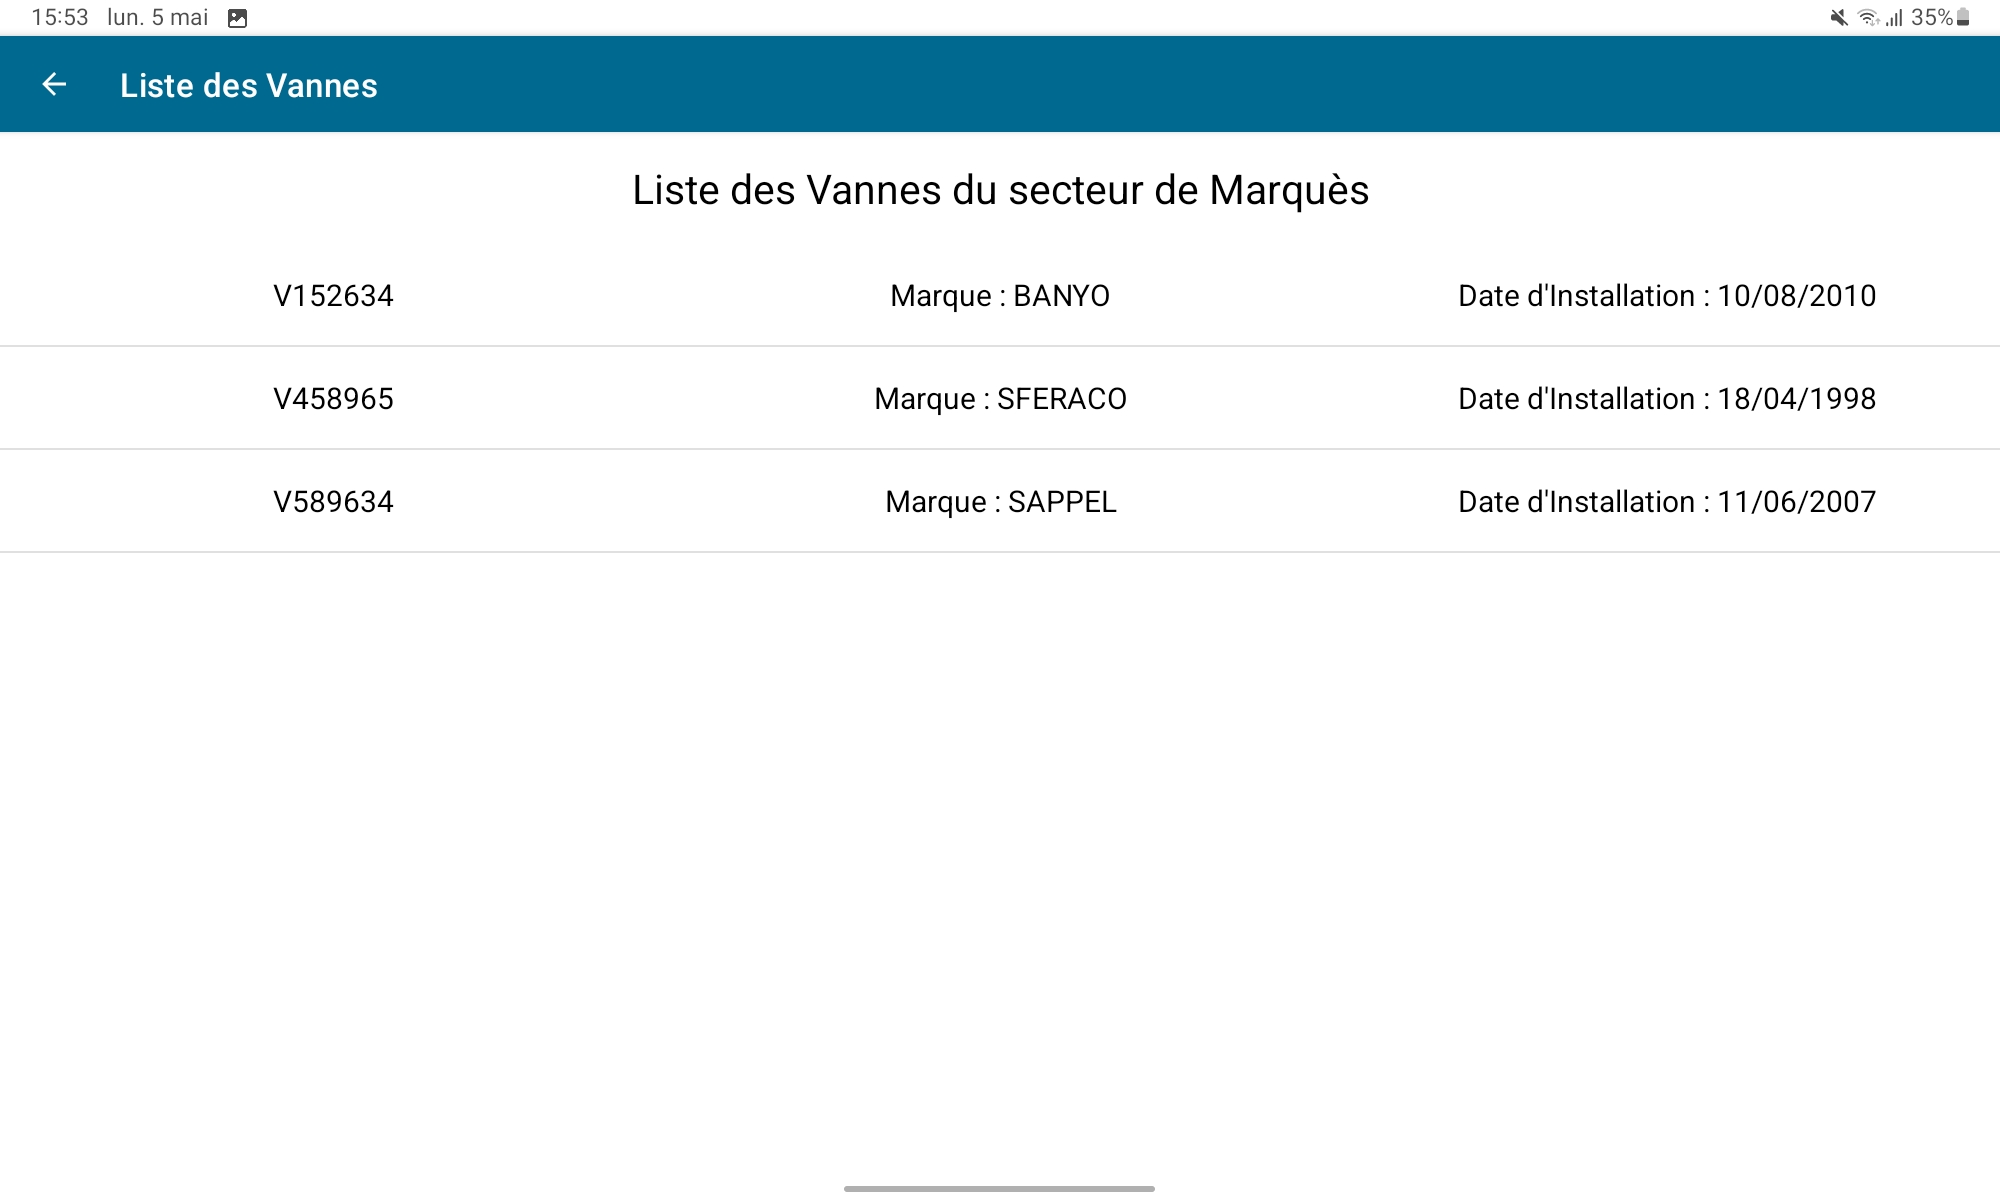 15:53 lun. 5 mai 35%
Liste des Vannes
Liste des Vannes du secteur de Marquès
V152634 Marque : BANYO Date d'Installation : 10/08/2010
V458965 Marque : SFERACO Date d'Installation : 18/04/1998
V589634 Marque : SAPPEL Date d'Installation : 11/06/2007